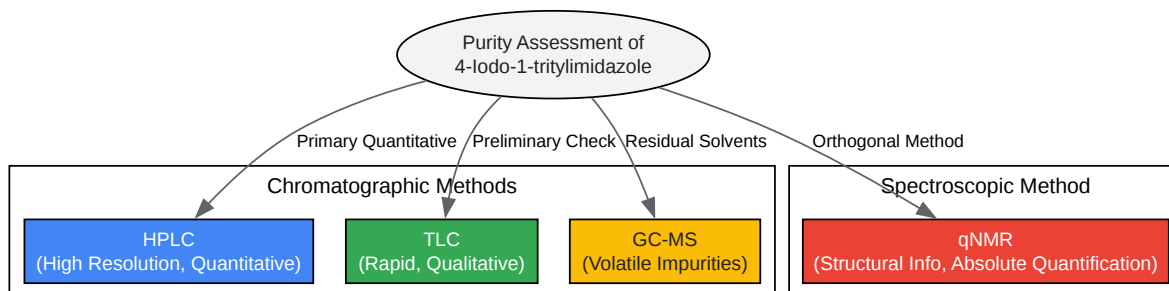 Purity Assessment of
4-Iodo-1-tritylimidazole
Primary Quantitative
Preliminary Check
Residual Solvents
Orthogonal Method
Chromatographic Methods
Spectroscopic Method
HPLC
(High Resolution, Quantitative)
TLC
(Rapid, Qualitative)
GC-MS
(Volatile Impurities)
qNMR
(Structural Info, Absolute Quantification)